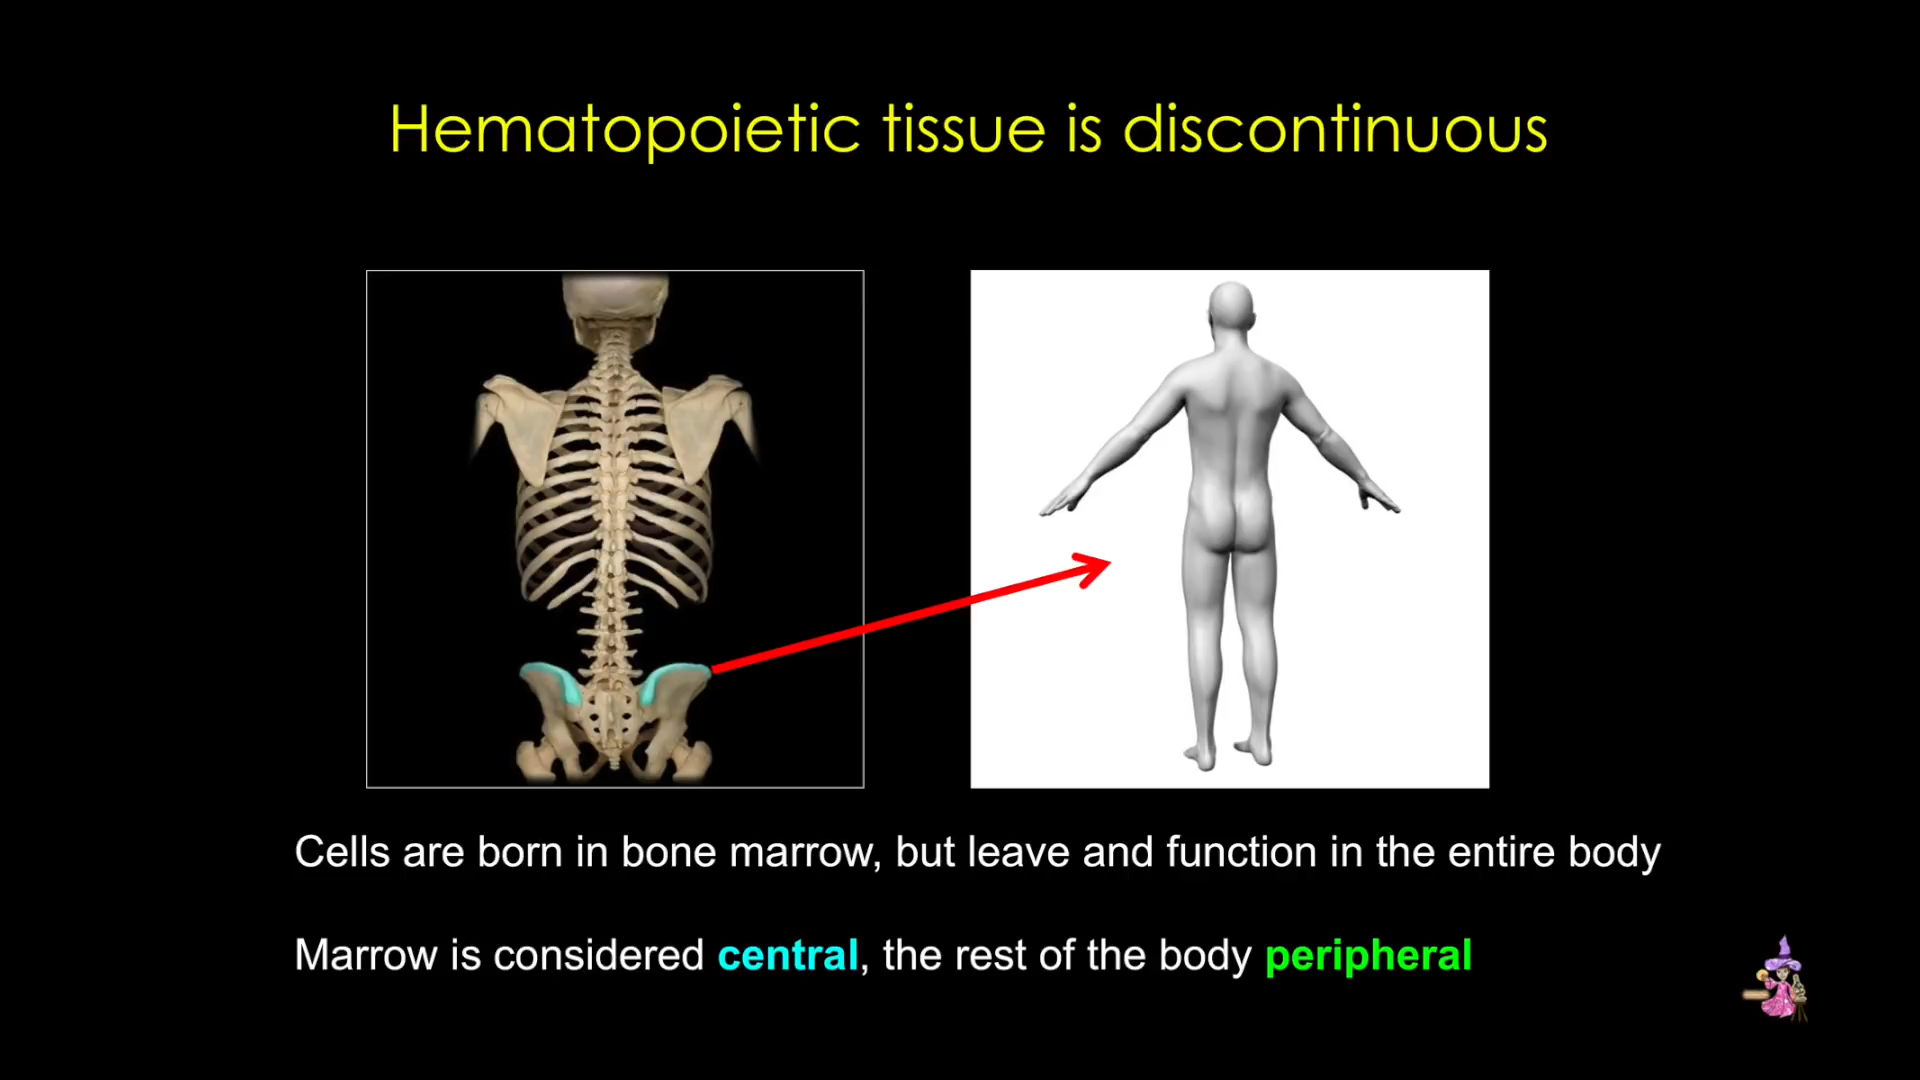 Hematopoietic tissue is discontinuous
Cells are born in bone marrow, but leave and function in the entire body
Marrow is considered central, the rest of the body peripheral